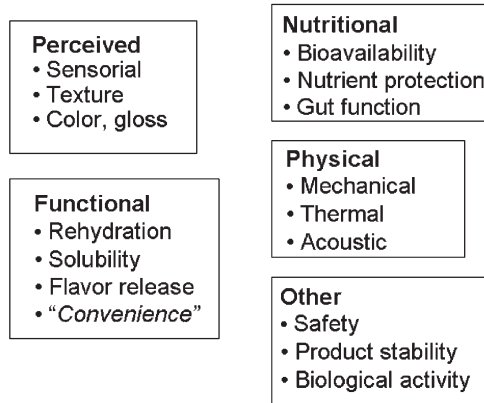 Perceived
• Sensorial
• Texture
• Color, gloss
Functional
• Rehydration
• Solubility
• Flavor release
• “Convenience”
Nutritional
• Bioavailability
• Nutrient protection
• Gut function
Physical
• Mechanical
• Thermal
• Acoustic
Other
• Safety
• Product stability
• Biological activity